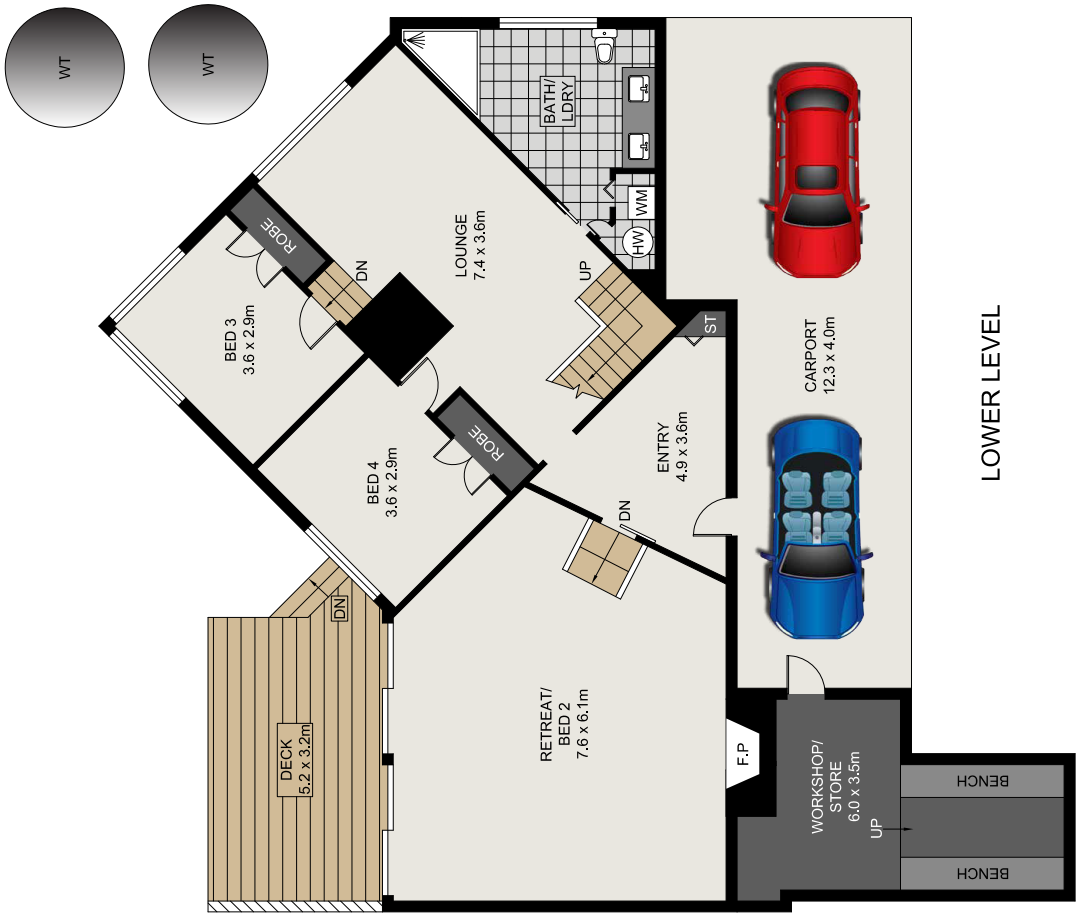 WT
WT
BATH/
LDRY
WM
HW
ROBE
DN
LOUNGE
7.4 x 3.6m
UP
BED 3
3.6 x 2.9m
ST
CARPORT
12.3 x 4.0m
LOWER LEVEL
ENTRY
4.9 x 3.6m
ROBE
BED 4
3.6 x 2.9m
DN
DN
DECK
5.2 x 3.2m
RETREAT/
BED 2
7.6 x 6.1m
F.P
WORKSHOP/
STORE
6.0 x 3.5m
UP
BENCH
BENCH